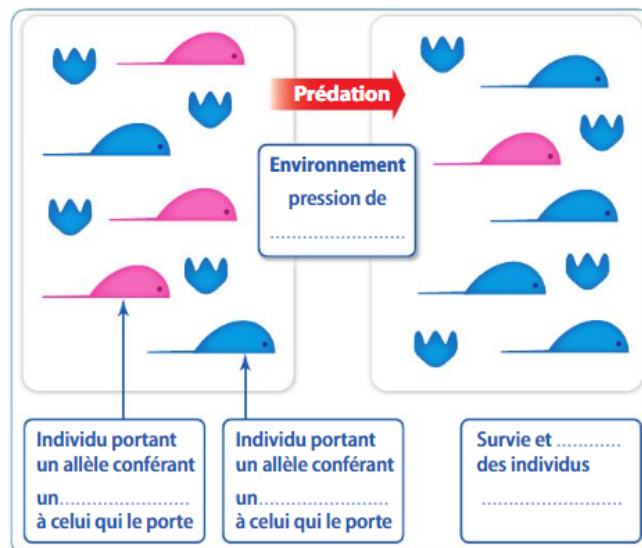 Prédation
Environnement
pression de
........................
Individu portant
un allèle conférant
un.......................
à celui qui le porte
Individu portant
un allèle conférant
un.......................
à celui qui le porte
Survie et ............
des individus
........................